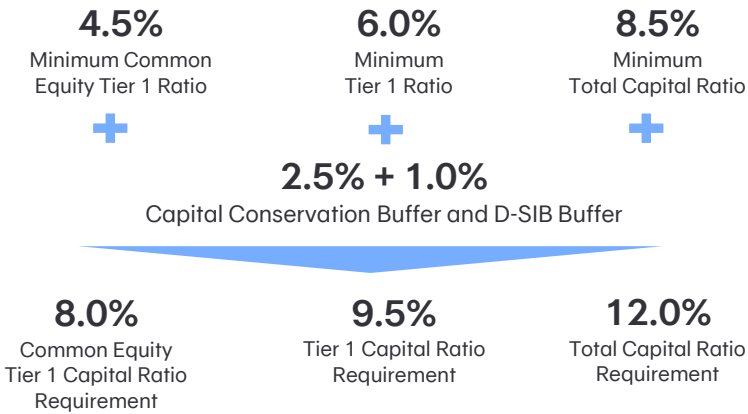 4.5%
Minimum Common
Equity Tier 1 Ratio
6.0%
Minimum
Tier 1 Ratio
8.5%
Minimum
Total Capital Ratio
2.5% + 1.0%
Capital Conservation Buffer and D-SIB Buffer
8.0%
Common Equity
Tier 1 Capital Ratio
Requirement
9.5%
Tier 1 Capital Ratio
Requirement
12.0%
Total Capital Ratio
Requirement